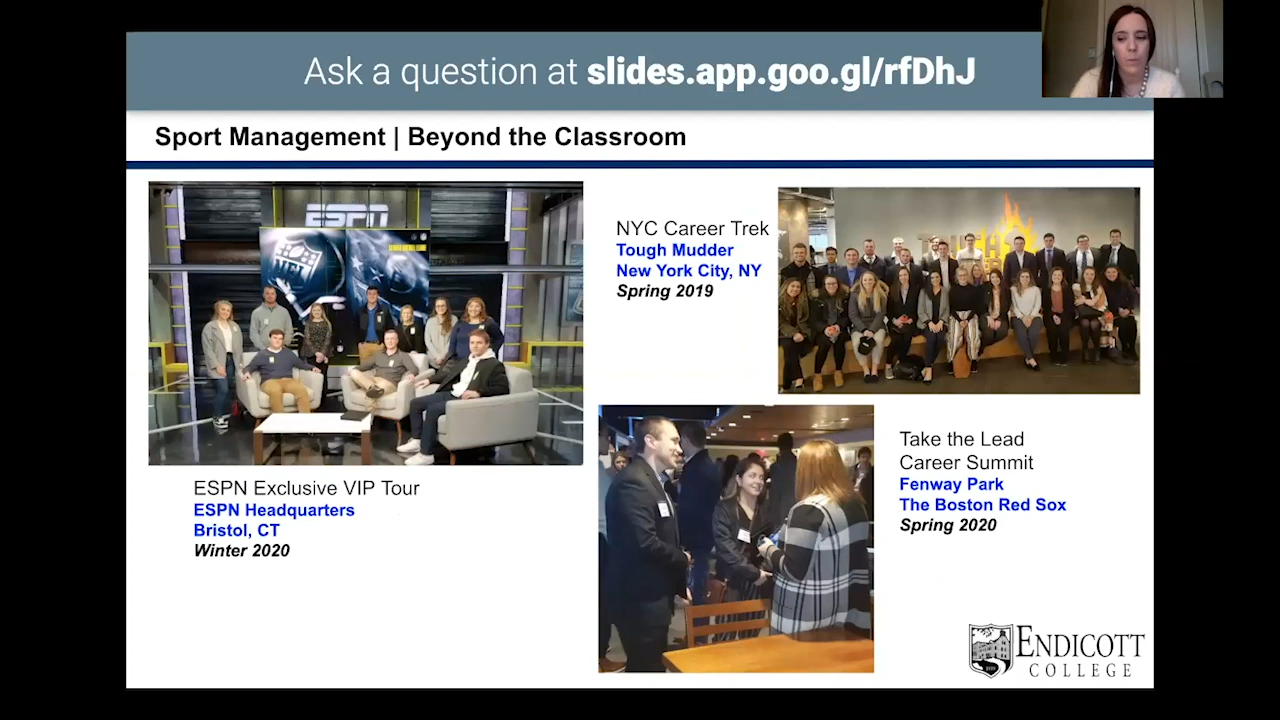 Ask a question at slides.app.goo.gl/rfDhJ
Sport Management | Beyond the Classroom
ESPN
NFL
NYC Career Trek
Tough Mudder
New York City, NY
Spring 2019
ESPN Exclusive VIP Tour
ESPN Headquarters
Bristol, CT
Winter 2020
Take the Lead
Career Summit
Fenway Park
The Boston Red Sox
Spring 2020
ENDICOTT
COLLEGE